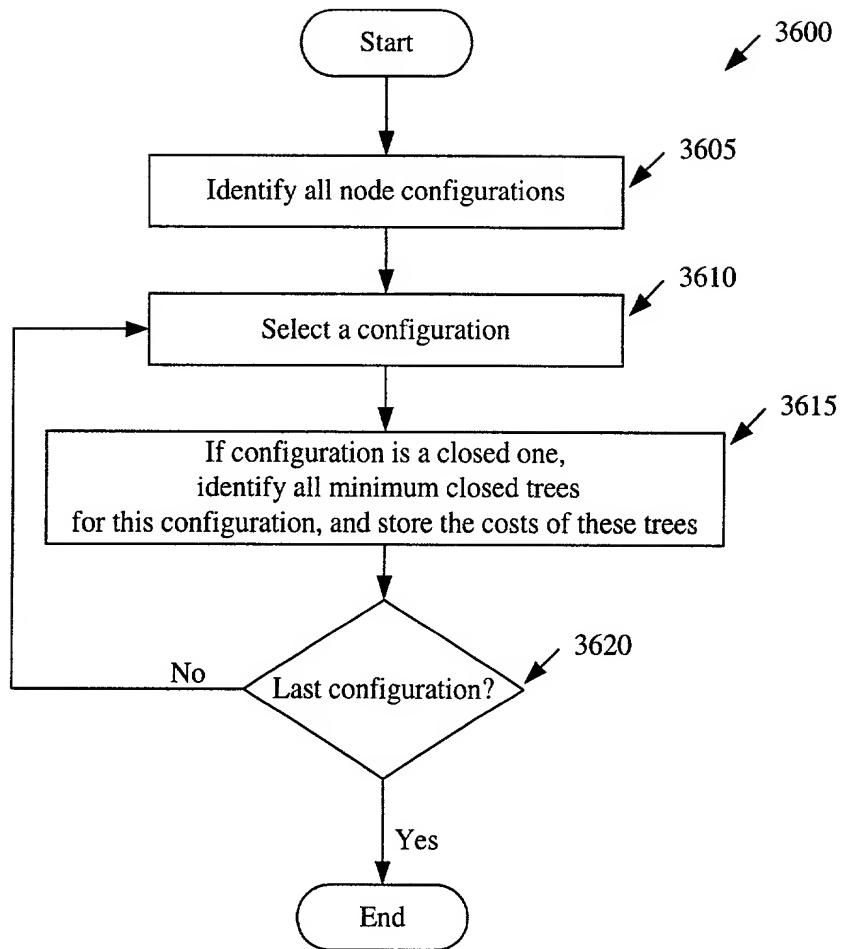 Start
3600
3605
Identify all node configurations
3610
Select a configuration
3615
If configuration is a closed one,
identify all minimum closed trees
for this configuration, and store the costs of these trees
3620
No
Last configuration?
Yes
End